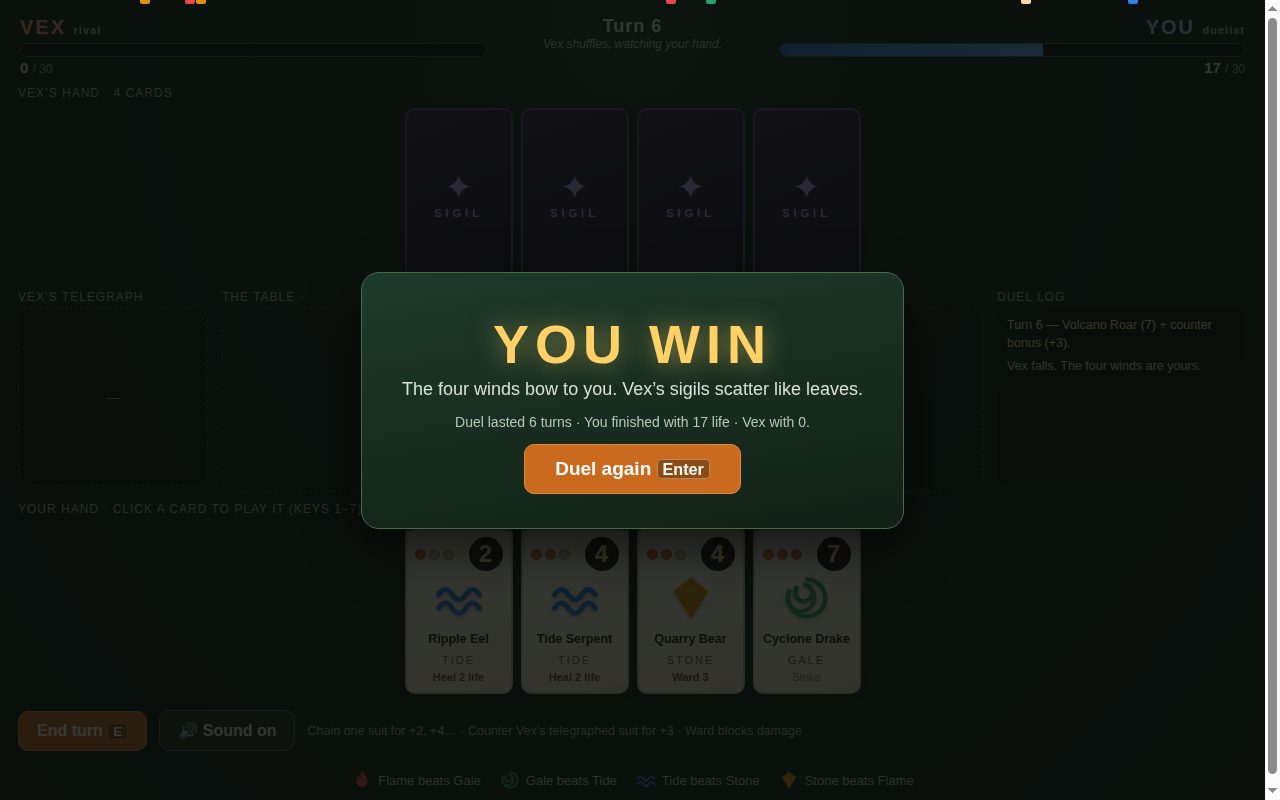 VEX rival
Turn 6
YOU duelist
Vex shuffles, watching your hand.
0 / 30
17 / 30
VEX'S HAND · 4 CARDS
SIGIL
SIGIL
SIGIL
SIGIL
VEX'S TELEGRAPH
THE TABLE ·
DUEL LOG
—
Turn 6 — Volcano Roar (7) + counter
bonus (+3).
Vex falls. The four winds are yours.
YOU WIN
The four winds bow to you. Vex’s sigils scatter like leaves.
Duel lasted 6 turns · You finished with 17 life · Vex with 0.
Duel again Enter
YOUR HAND · CLICK A CARD TO PLAY IT (KEYS 1–7)
2
Ripple Eel
TIDE
Heal 2 life
4
Tide Serpent
TIDE
Heal 2 life
4
Quarry Bear
STONE
Ward 3
7
Cyclone Drake
GALE
Strike
End turn E
🔊 Sound on
Chain one suit for +2, +4… · Counter Vex’s telegraphed suit for +3 · Ward blocks damage
Flame beats Gale
Gale beats Tide
Tide beats Stone
Stone beats Flame